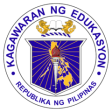 KAGAWARAN NG EDUKASYON
REPUBLIKA NG PILIPINAS